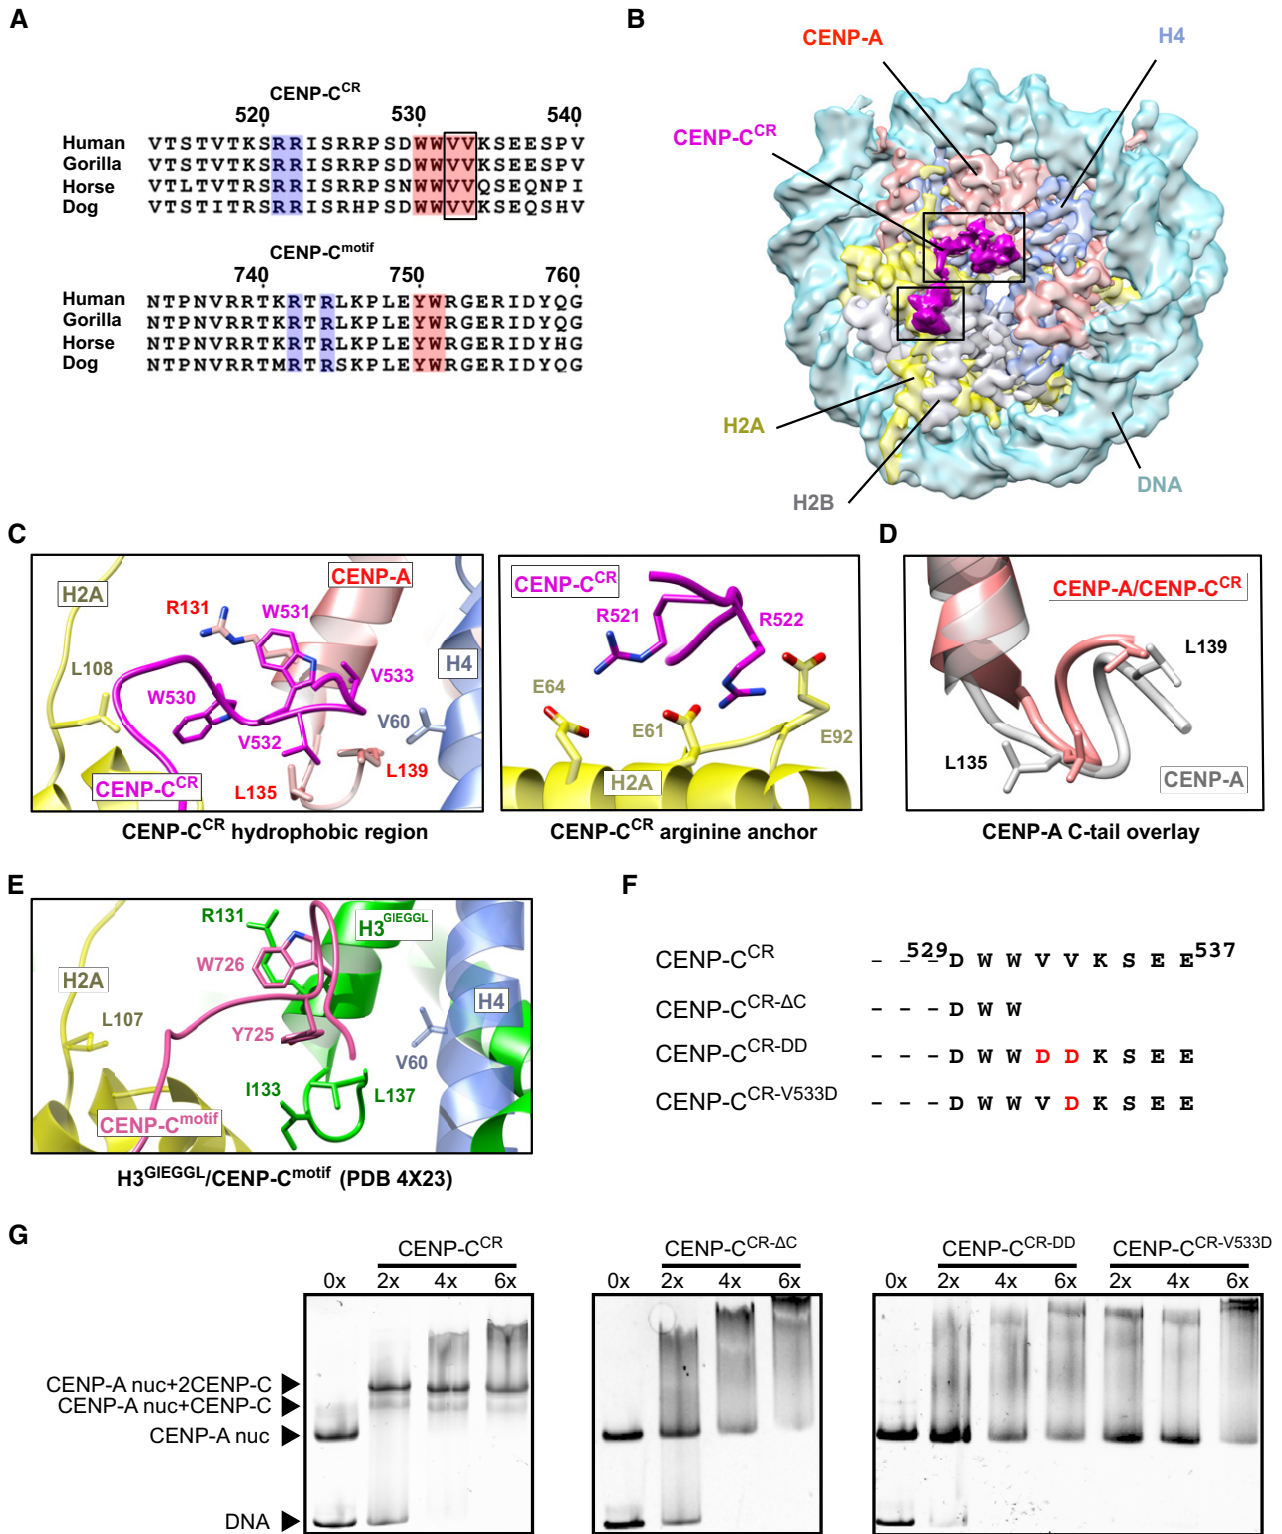 A
CENP-C^CR
520 530 540
Human VTSTVTKSRRISRRPSDWWVVKSEESPV
Gorilla VTSTVTKSRRISRRPSDWWVVKSEESPV
Horse VTLTVTRSRRISRRPSNWWVVQSEQNPI
Dog VTSTITRSRRISRHPSDWWVVKSEQSHV
CENP-C^motif
740 750 760
Human NTPNVRRTKRTRLKPLEYWRGERIDYQG
Gorilla NTPNVRRTKRTRLKPLEYWRGERIDYQG
Horse NTPNVRRTKRTRLKPLEYWRGERIDYHG
Dog NTPNVRRTMRTRSKPLEYWRGERIDYQG
B
CENP-A
H4
CENP-C^CR
H2A
H2B
DNA
C
H2A
CENP-A
R131
W531
L108
V533
H4
W530
V60
V532
L139
CENP-C^CR
L135
CENP-C^CR hydrophobic region
CENP-C^CR
R521
R522
E64
E61
E92
H2A
CENP-C^CR arginine anchor
D
CENP-A/CENP-C^CR
L139
L135
CENP-A
CENP-A C-tail overlay
E
R131
H3^GIEGGL
W726
H2A
H4
L107
Y725
V60
I133
L137
CENP-C^motif
H3^GIEGGL/CENP-C^motif (PDB 4X23)
F
CENP-C^CR - - 529 - D W W V V K S E E 537
CENP-C^CR-ΔC - - - D W W
CENP-C^CR-DD - - - D W W D D K S E E
CENP-C^CR-V533D - - - D W W V D K S E E
G
CENP-C^CR
0x 2x 4x 6x
CENP-C^CR-ΔC
0x 2x 4x 6x
CENP-C^CR-DD CENP-C^CR-V533D
0x 2x 4x 6x 2x 4x 6x
CENP-A nuc+2CENP-C
CENP-A nuc+CENP-C
CENP-A nuc
DNA